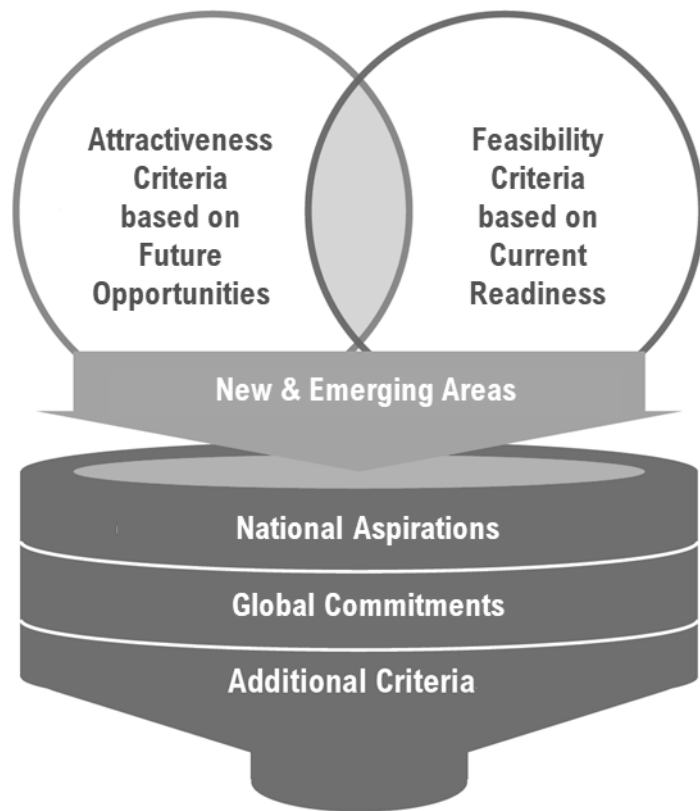 Attractiveness
Criteria
based on
Future
Opportunities
Feasibility
Criteria
based on
Current
Readiness
New & Emerging Areas
National Aspirations
Global Commitments
Additional Criteria